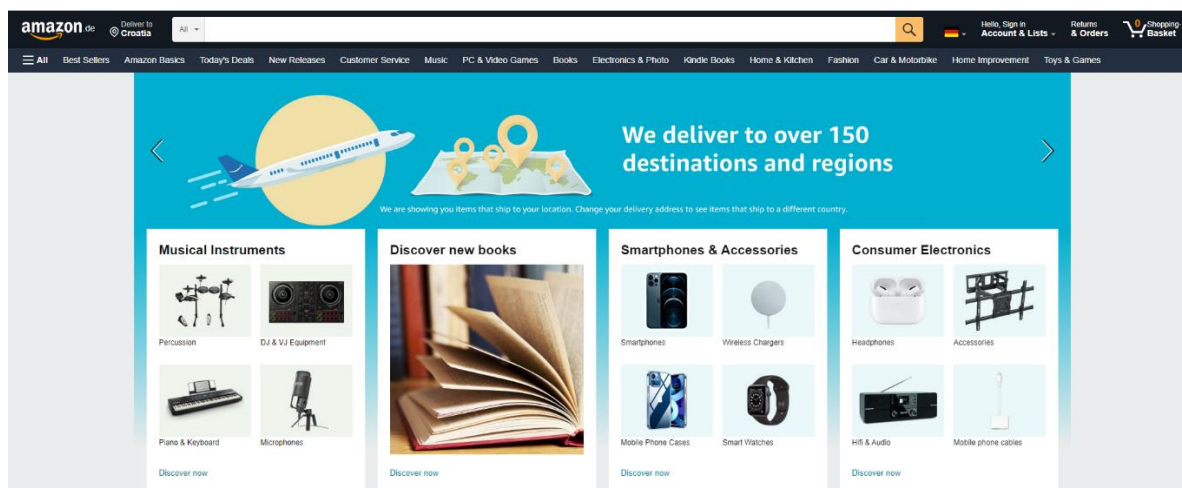 amazon.de
Deliver to
Croatia
All
Hello, Sign in
Account & Lists
Returns
& Orders
0
Shopping-
Basket
All Best Sellers Amazon Basics Today's Deals New Releases Customer Service Music PC & Video Games Books Electronics & Photo Kindle Books Home & Kitchen Fashion Car & Motorbike Home Improvement Toys & Games
We deliver to over 150
destinations and regions
We are showing you items that ship to your location. Change your delivery address to see items that ship to a different country.
Musical Instruments
Percussion
DJ & VJ Equipment
Piano & Keyboard
Microphones
Discover now
Discover new books
Discover now
Smartphones & Accessories
Smartphones
Wireless Chargers
Mobile Phone Cases
Smart Watches
Discover now
Consumer Electronics
Headphones
Accessories
Hifi & Audio
Mobile phone cables
Discover now